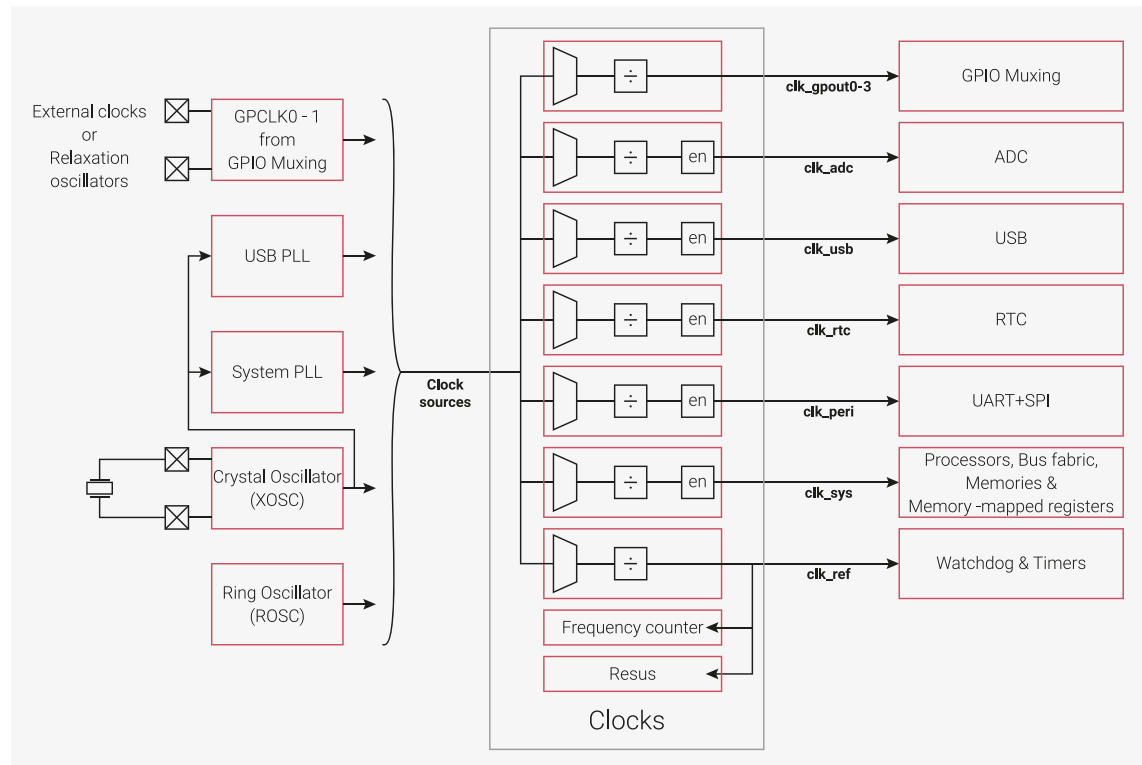 External clocks
or
Relaxation
oscillators
GPCLK0 - 1
from
GPIO Muxing
USB PLL
System PLL
Crystal Oscillator
(XOSC)
Ring Oscillator
(ROSC)
Clock
sources
÷
clk_gpout0-3
GPIO Muxing
÷
en
clk_adc
ADC
÷
en
clk_usb
USB
÷
en
clk_rtc
RTC
÷
en
clk_peri
UART+SPI
÷
en
clk_sys
Processors, Bus fabric,
Memories &
Memory -mapped registers
÷
clk_ref
Watchdog & Timers
Frequency counter
Resus
Clocks